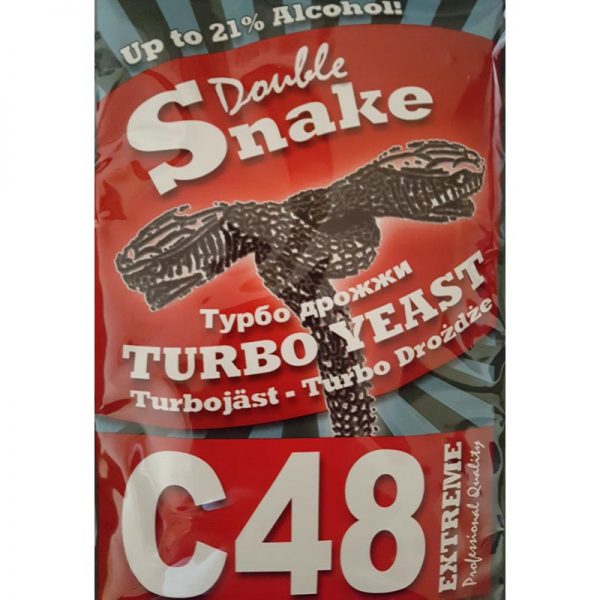 Up to 21% Alcohol!
Double
Snake
Турбо дрожжи
TURBO YEAST
Turbojäst - Turbo Drożdże
C48
EXTREME
Professional Quality